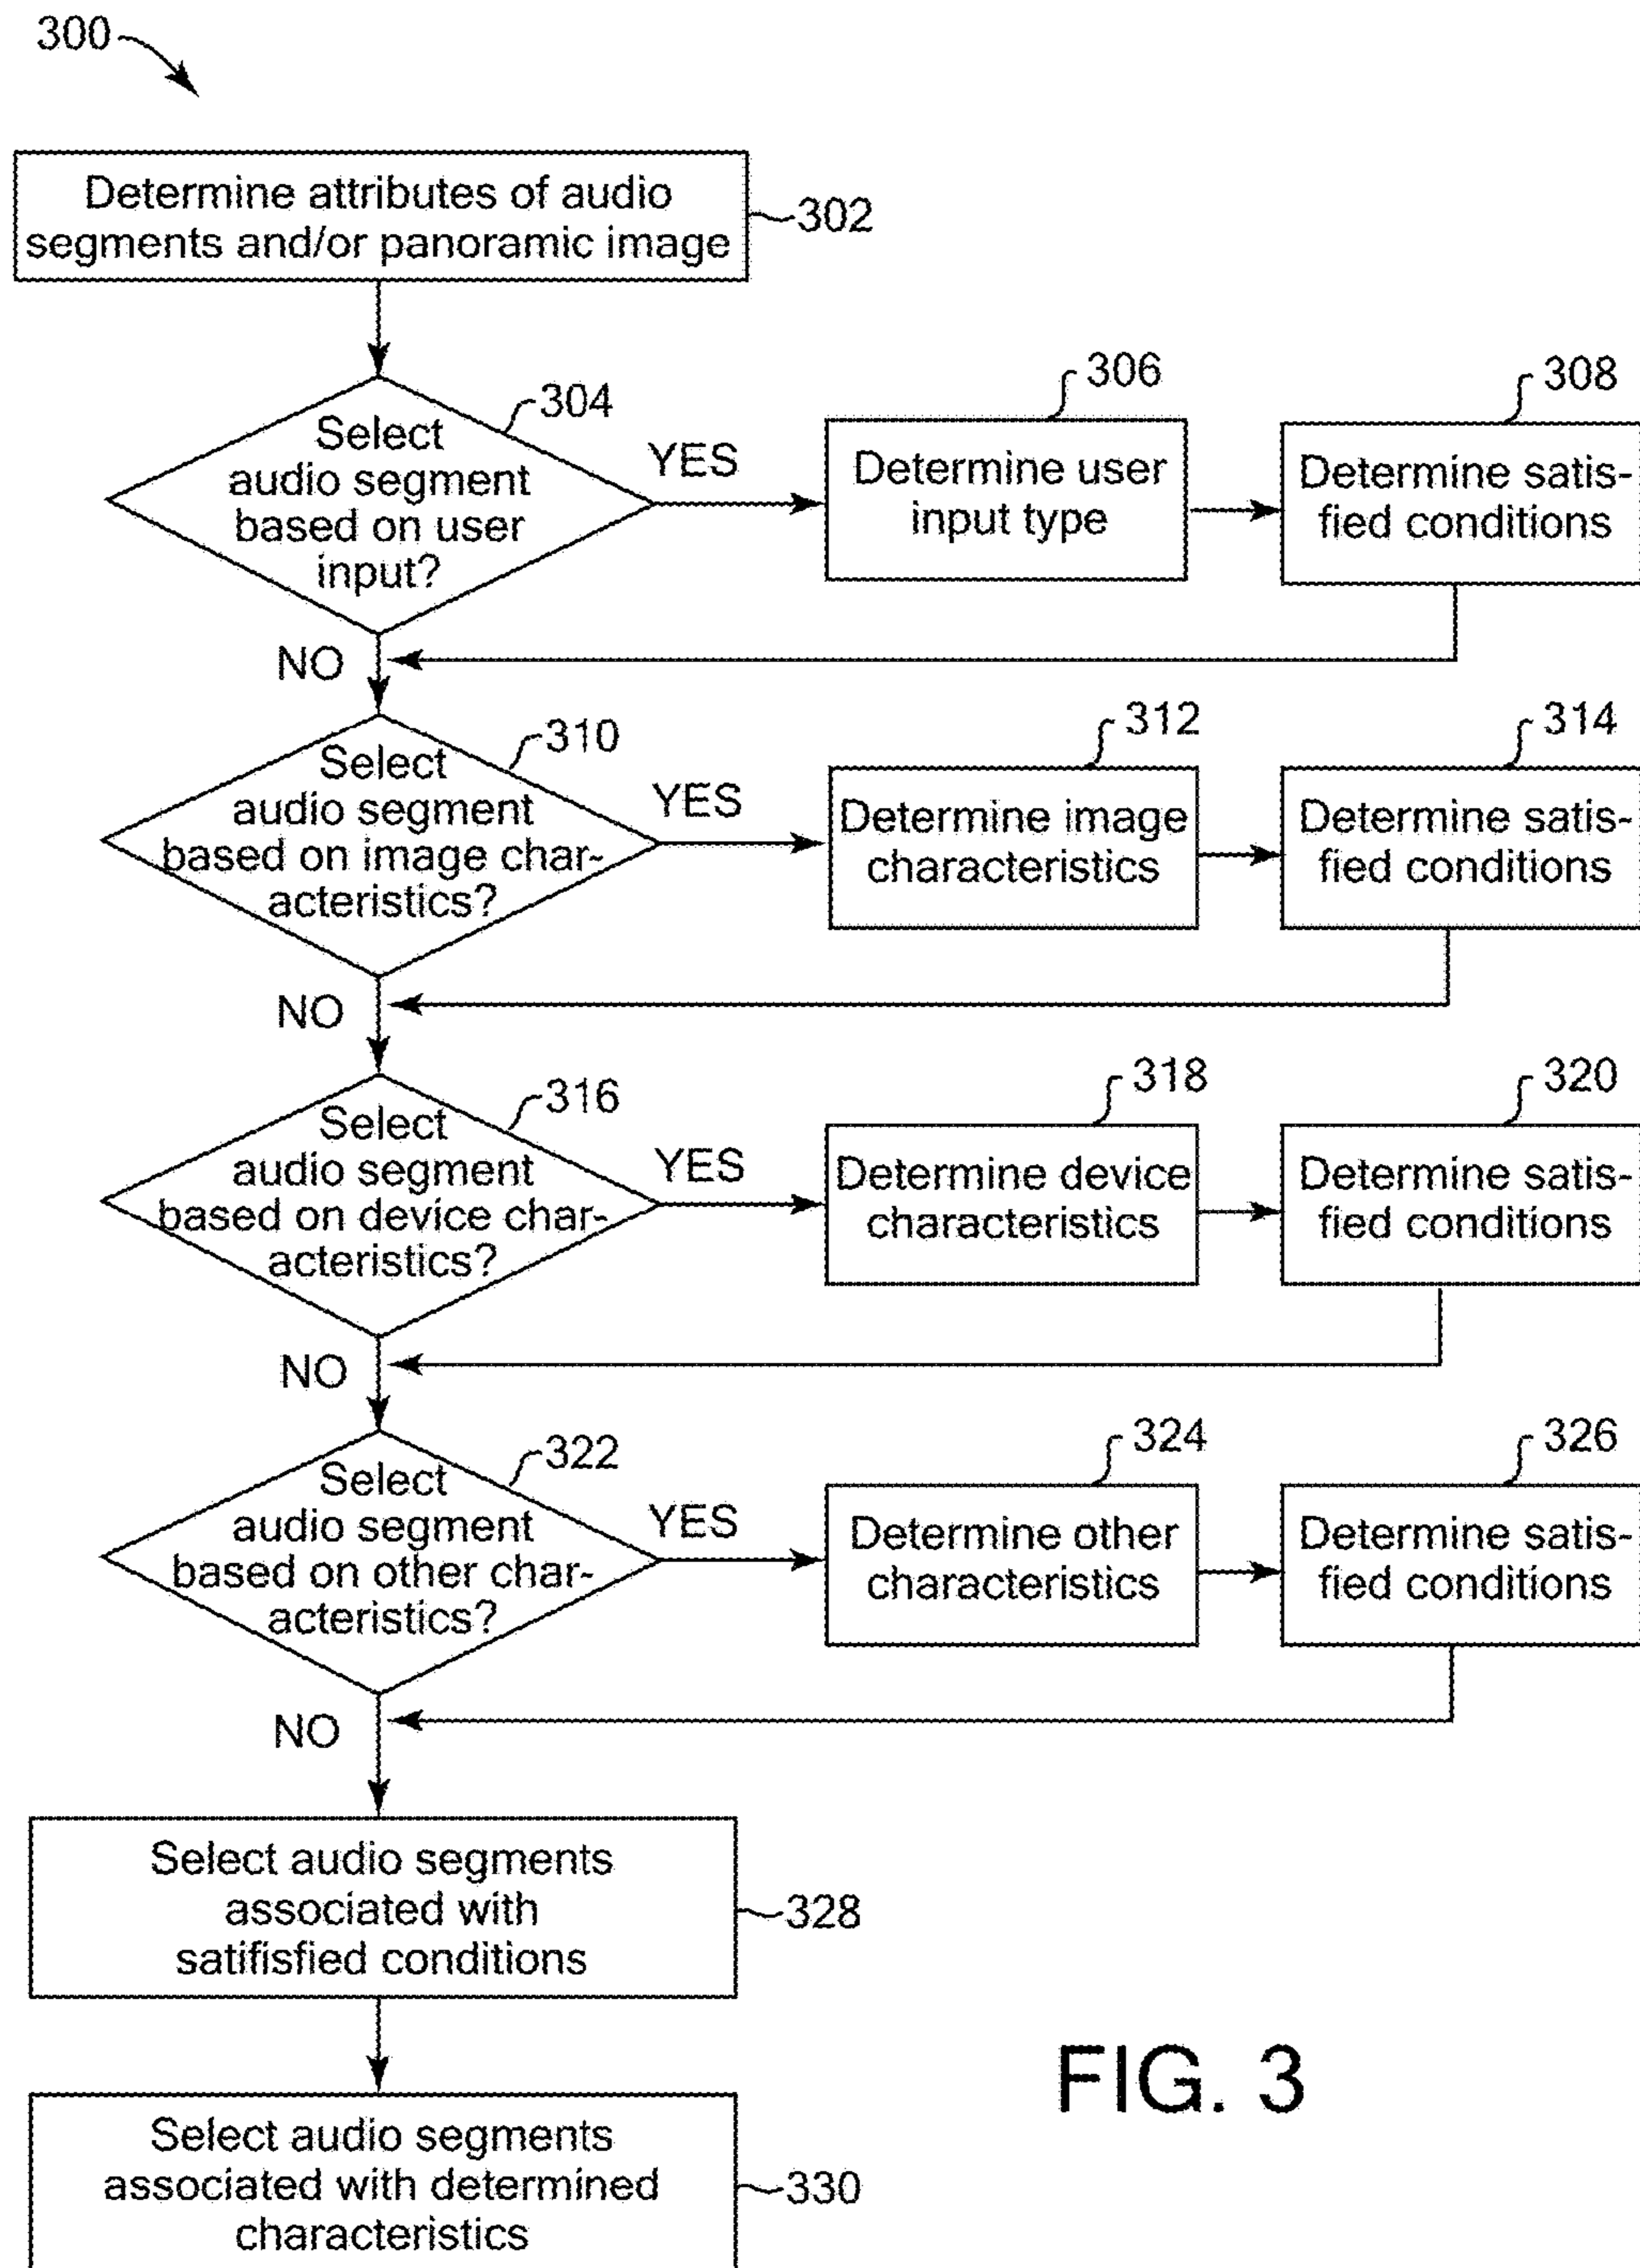 300
Determine attributes of audio
segments and/or panoramic image
302
304
Select
audio segment
based on user
input?
YES
306
Determine user
input type
308
Determine satis-
fied conditions
NO
310
Select
audio segment
based on image char-
acteristics?
YES
312
Determine image
characteristics
314
Determine satis-
fied conditions
NO
316
Select
audio segment
based on device char-
acteristics?
YES
318
Determine device
characteristics
320
Determine satis-
fied conditions
NO
322
Select
audio segment
based on other char-
acteristics?
YES
324
Determine other
characteristics
326
Determine satis-
fied conditions
NO
Select audio segments
associated with
satifisfied conditions
328
Select audio segments
associated with determined
characteristics
330
FIG. 3